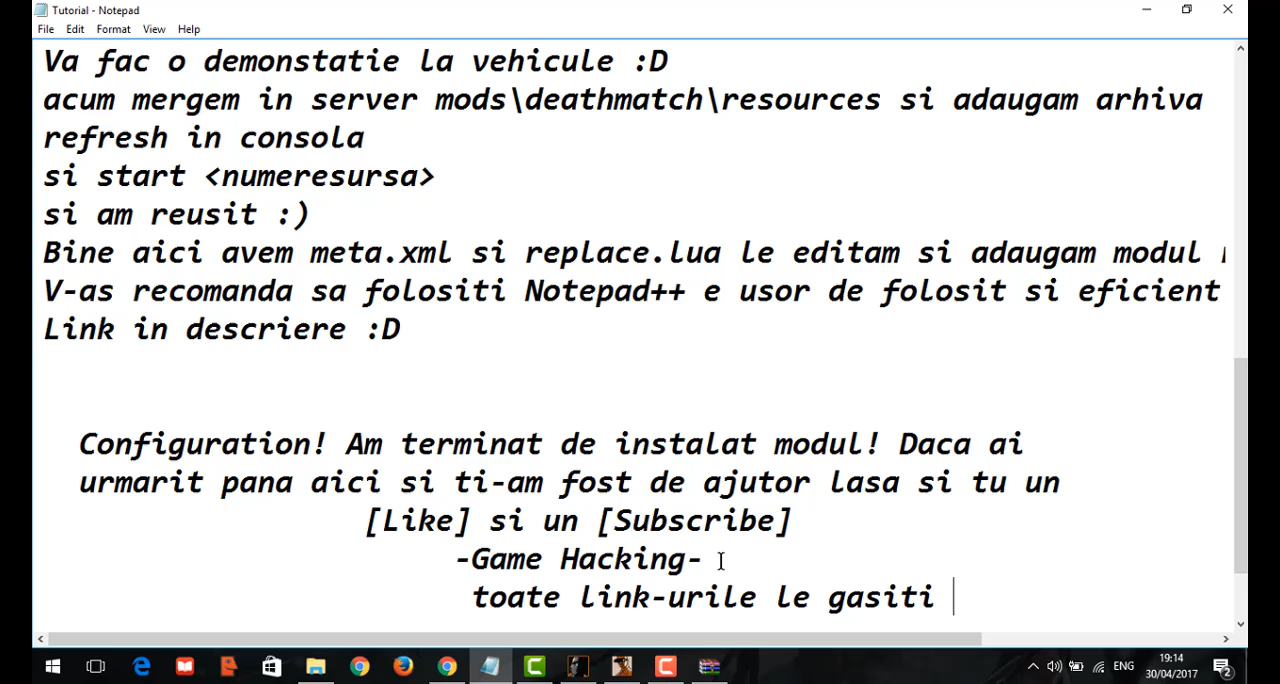 Tutorial - Notepad
File Edit Format View Help
Va fac o demonstatie la vehicule :D
acum mergem in server mods\deathmatch\resources si adaugam arhiva
refresh in consola
si start <numeresursa>
si am reusit :)
Bine aici avem meta.xml si replace.lua le editam si adaugam modul
V-as recomanda sa folositi Notepad++ e usor de folosit si eficient
Link in descriere :D
Configuration! Am terminat de instalat modul! Daca ai
urmarit pana aici si ti-am fost de ajutor lasa si tu un
[Like] si un [Subscribe]
-Game Hacking-
toate link-urile le gasiti
ENG
19:14
30/04/2017
2